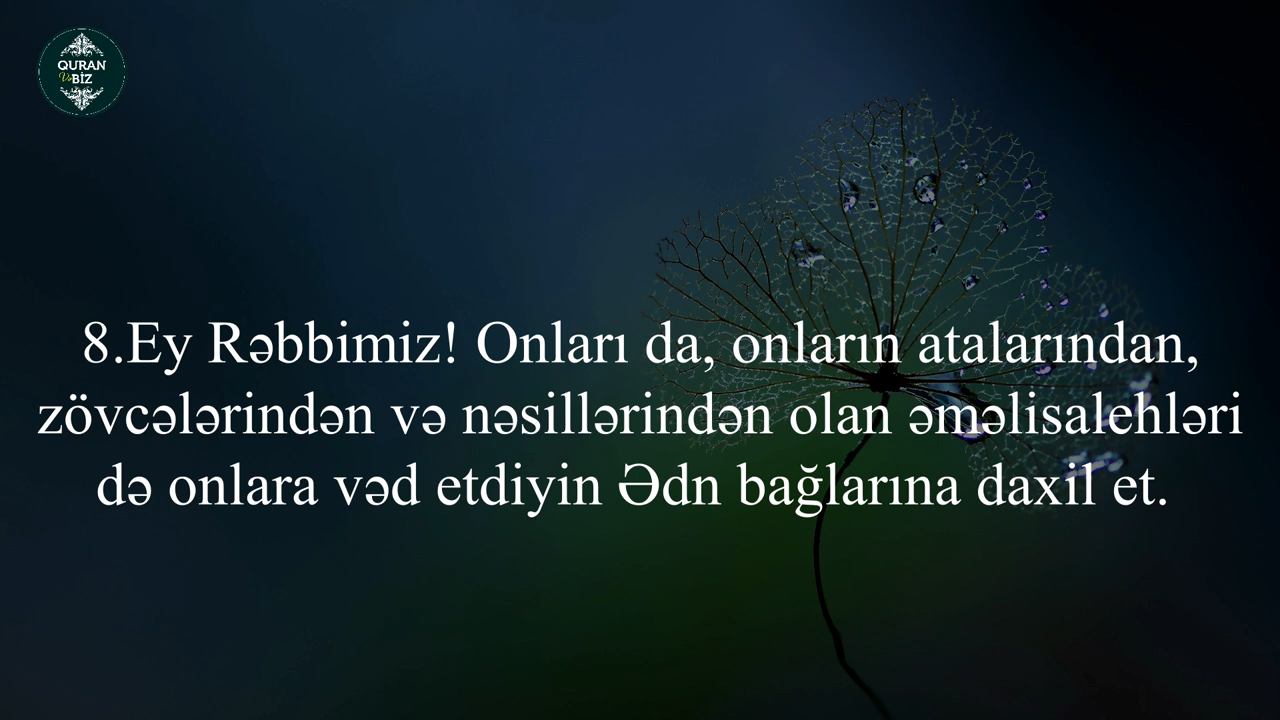 QURAN
Və BİZ
8.Ey Rəbbimiz! Onları da, onların atalarından,
zövcələrindən və nəsillərindən olan əməlisalehləri
də onlara vəd etdiyin Ədn bağlarına daxil et.